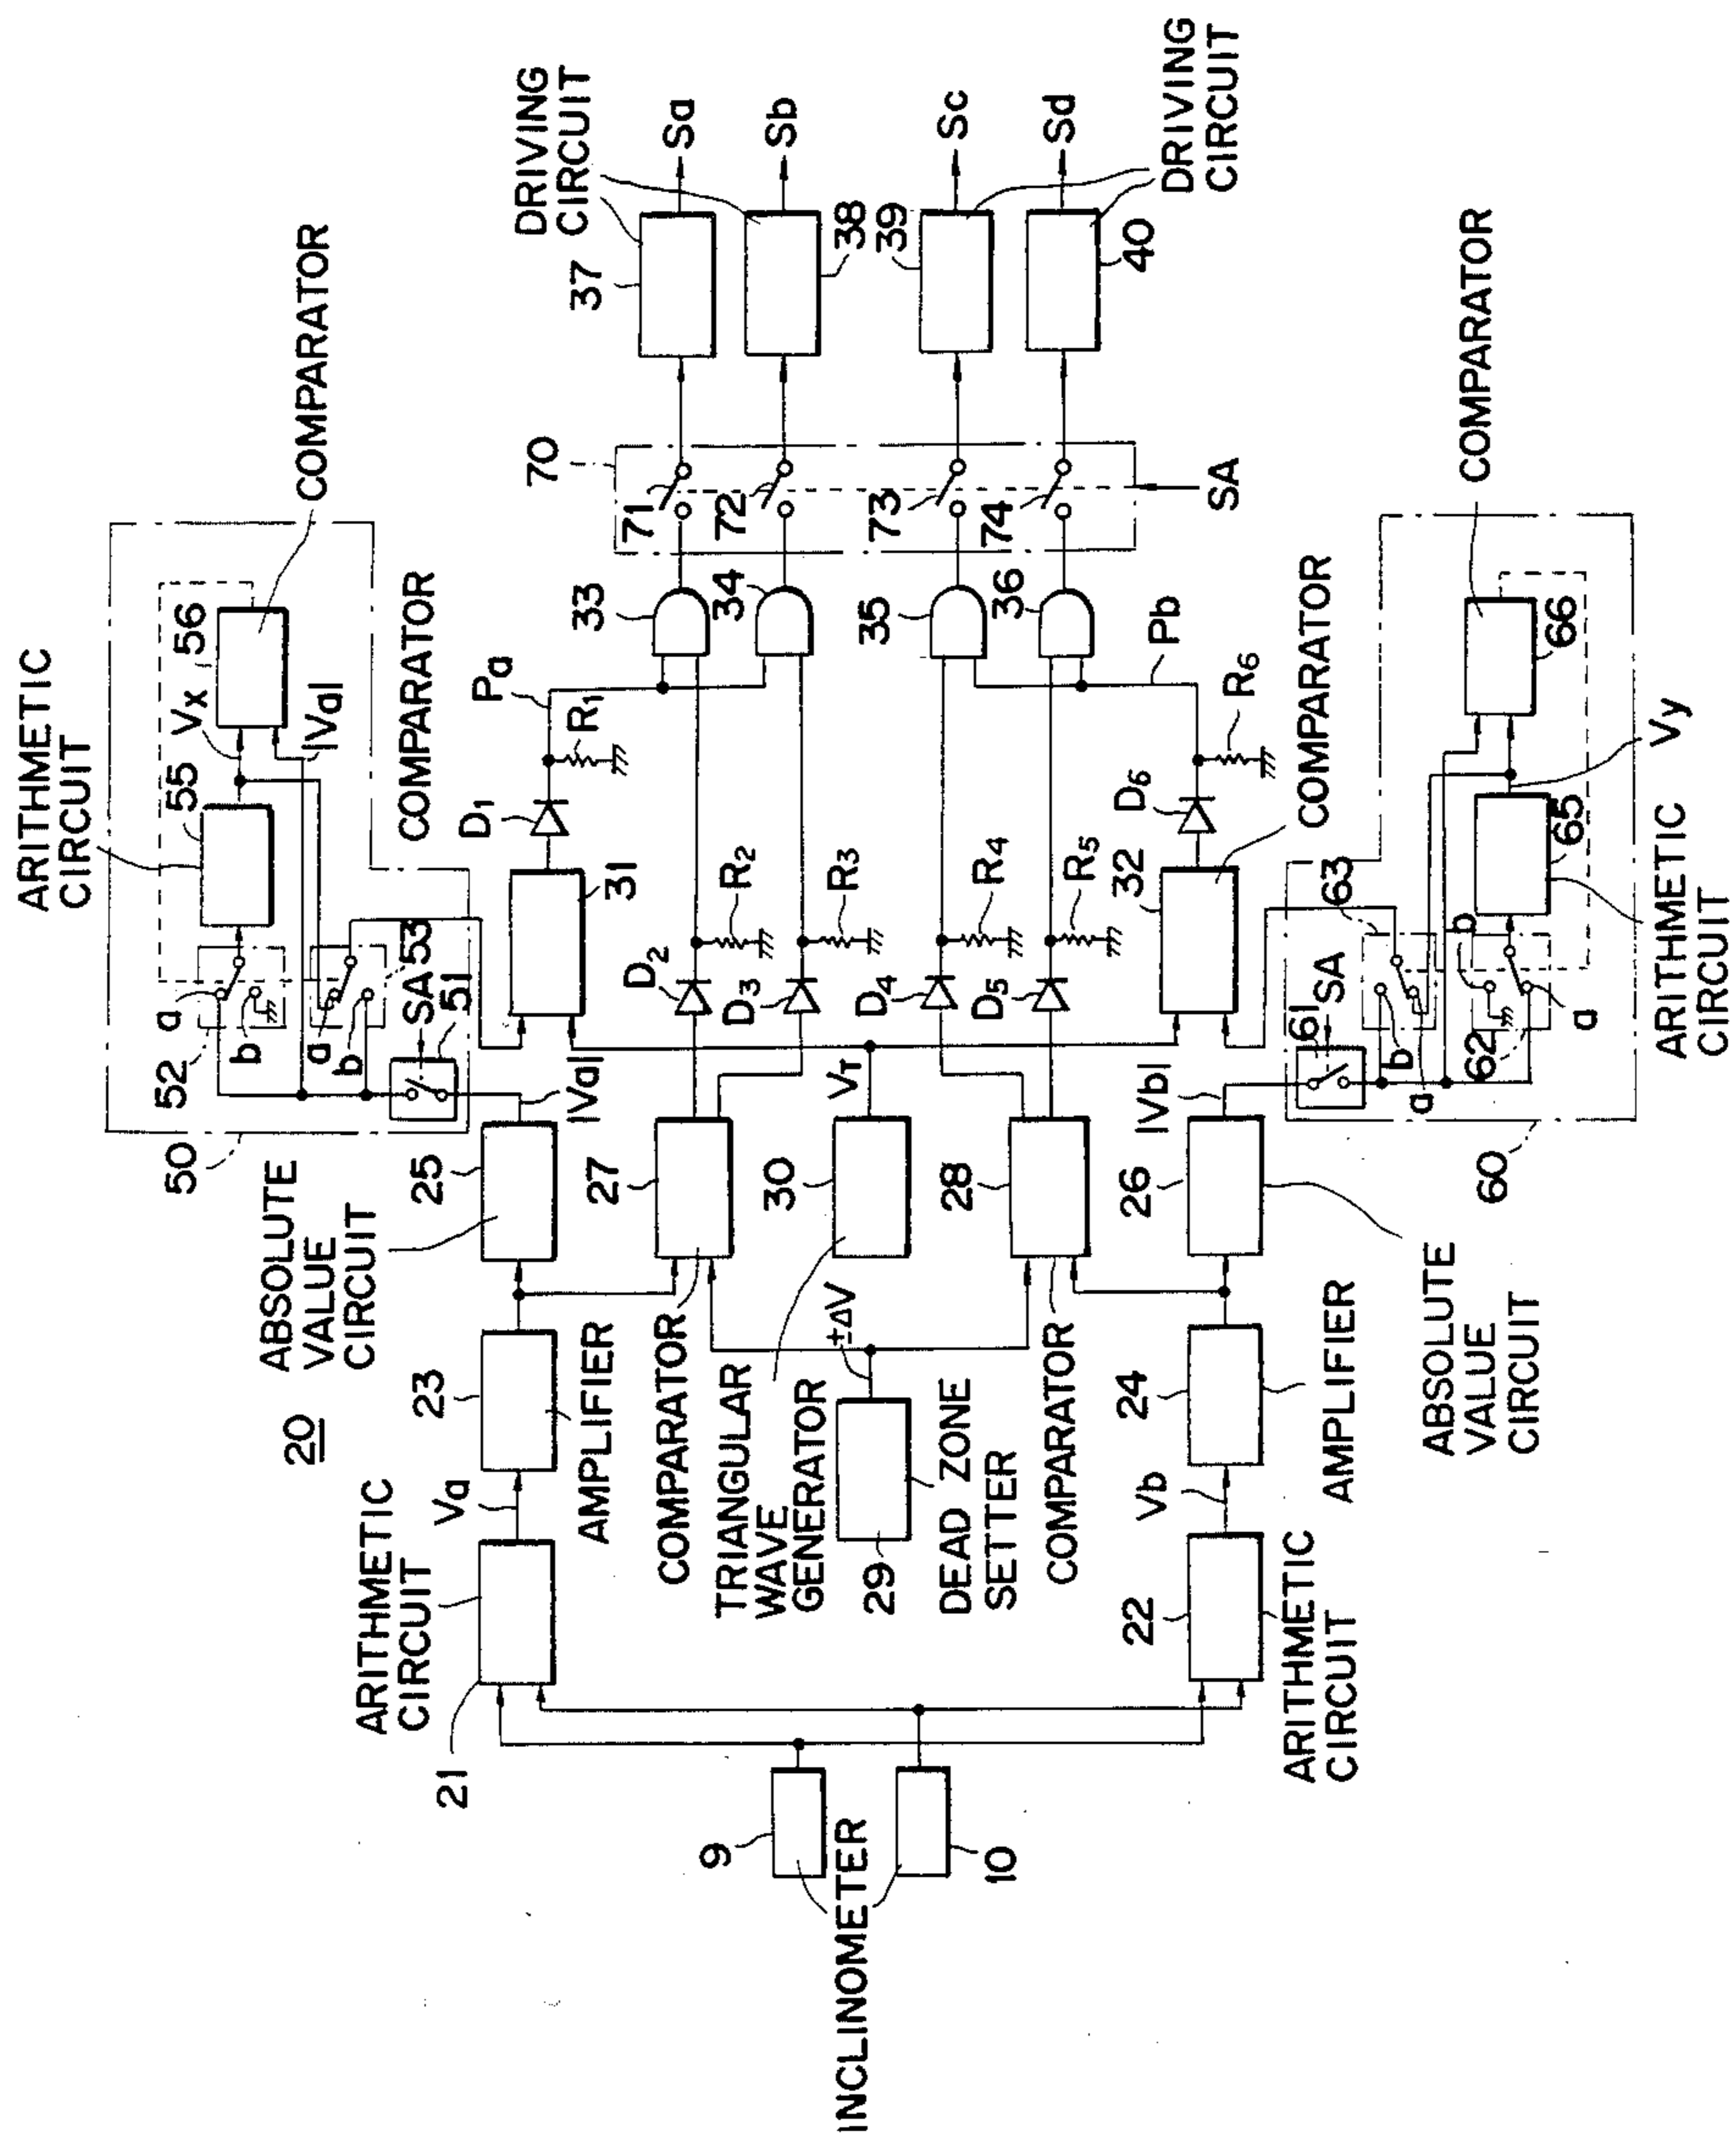 ARITHMETIC
CIRCUIT
55
Vx
56
COMPARATOR
|Va|
a
52
b
a
b
53
SA
51
50
COMPARATOR
D1
31
Pa
R1
33
34
35
36
70
71
72
73
74
SA
DRIVING
CIRCUIT
37
38
39
40
Sa
Sb
Sc
Sd
DRIVING
CIRCUIT
ABSOLUTE
VALUE
CIRCUIT
25
|Va|
20
23
AMPLIFIER
Va
ARITHMETIC
CIRCUIT
21
27
COMPARATOR
D2
R2
D3
R3
30
VT
TRIANGULAR
WAVE
GENERATOR
±ΔV
29
DEAD ZONE
SETTER
28
COMPARATOR
D4
R4
D5
R5
9
10
INCLINOMETER
22
ARITHMETIC
CIRCUIT
Vb
24
AMPLIFIER
26
|Vb|
ABSOLUTE
VALUE
CIRCUIT
32
COMPARATOR
D6
R6
Pb
61
SA
63
b
a
62
b
a
60
65
ARITHMETIC
CIRCUIT
Vy
66
COMPARATOR